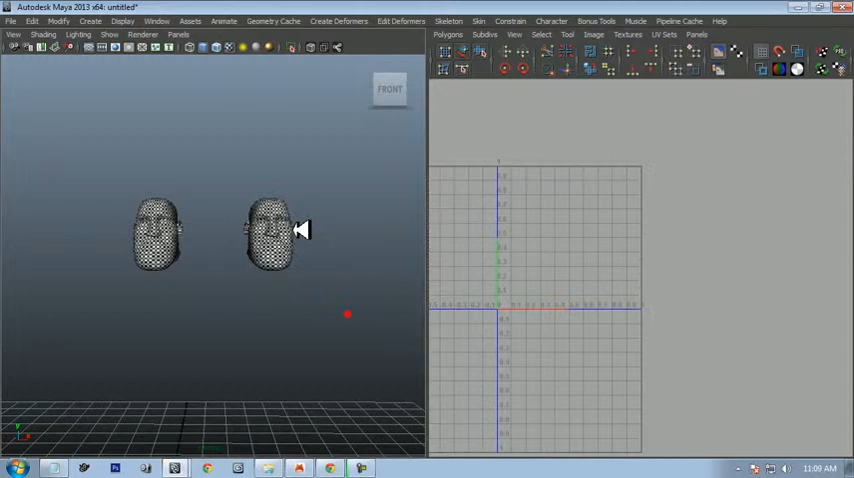 Autodesk Maya 2013 x64: untitled*
File Edit Modify Create Display Window Assets Animate Geometry Cache Create Deformers Edit Deformers Skeleton Skin Constraint Character Bonus Tools Muscle Pipeline Cache Help
View Shading Lighting Show Renderer Panels
Polygons Subdivs View Select Tool Image Textures UV Sets Panels
FRONT
11:09 AM